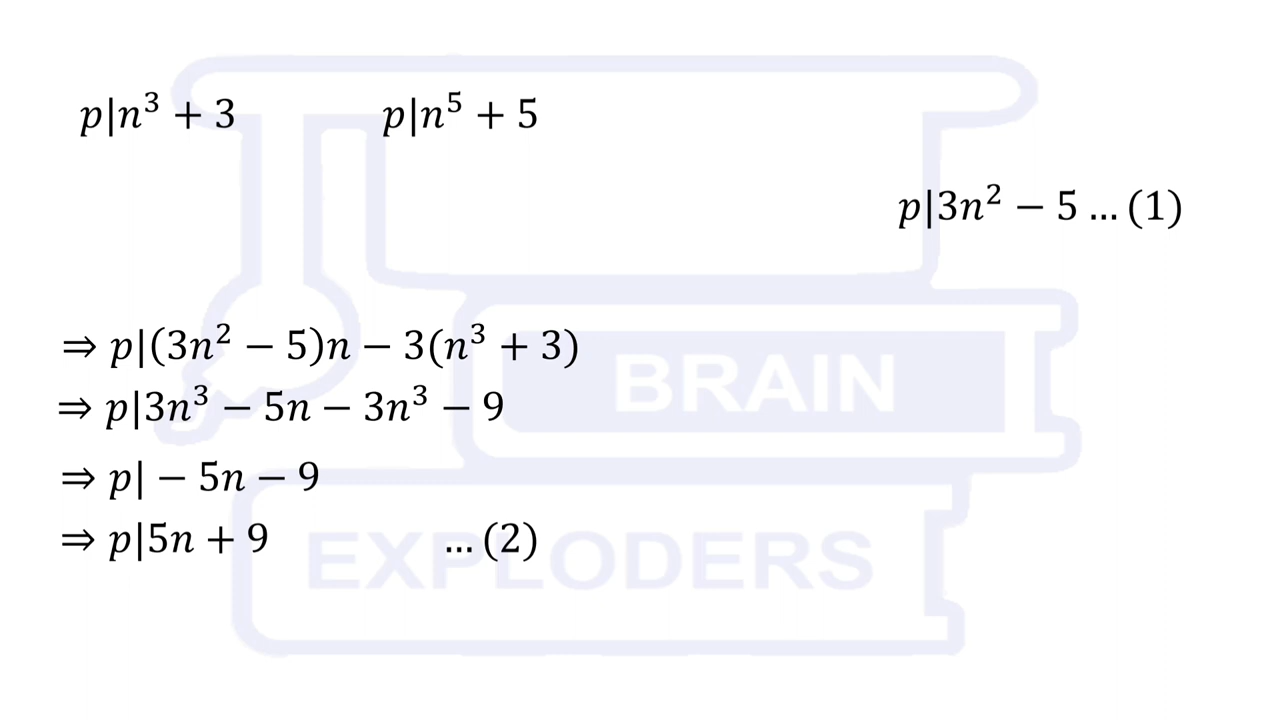 p|n³ + 3 p|n⁵ + 5
p|3n² − 5 … (1)
⇒ p|(3n² − 5)n − 3(n³ + 3)
⇒ p|3n³ − 5n − 3n³ − 9
BRAIN
⇒ p| − 5n − 9
⇒ p|5n + 9 … (2)
EXPLODERS